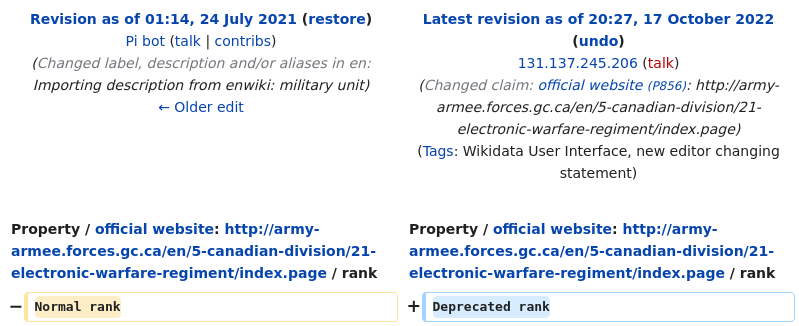 Revision as of 01:14, 24 July 2021 (restore)
Pi bot (talk | contribs)
(Changed label, description and/or aliases in en:
Importing description from enwiki: military unit)
← Older edit
Latest revision as of 20:27, 17 October 2022
(undo)
131.137.245.206 (talk)
(Changed claim: official website (P856): http://army-
armee.forces.gc.ca/en/5-canadian-division/21-
electronic-warfare-regiment/index.page)
(Tags: Wikidata User Interface, new editor changing
statement)
Property / official website: http://army-
armee.forces.gc.ca/en/5-canadian-division/21-
electronic-warfare-regiment/index.page / rank
− Normal rank
Property / official website: http://army-
armee.forces.gc.ca/en/5-canadian-division/21-
electronic-warfare-regiment/index.page / rank
+ Deprecated rank